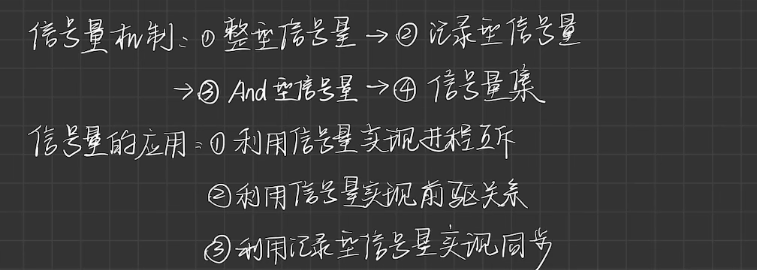 信号量机制：①整型信号量→②记录型信号量
→③And型信号量→④信号量集
信号量的应用：①利用信号量实现进程互斥
②利用信号量实现前驱关系
③利用记录型信号量实现同步